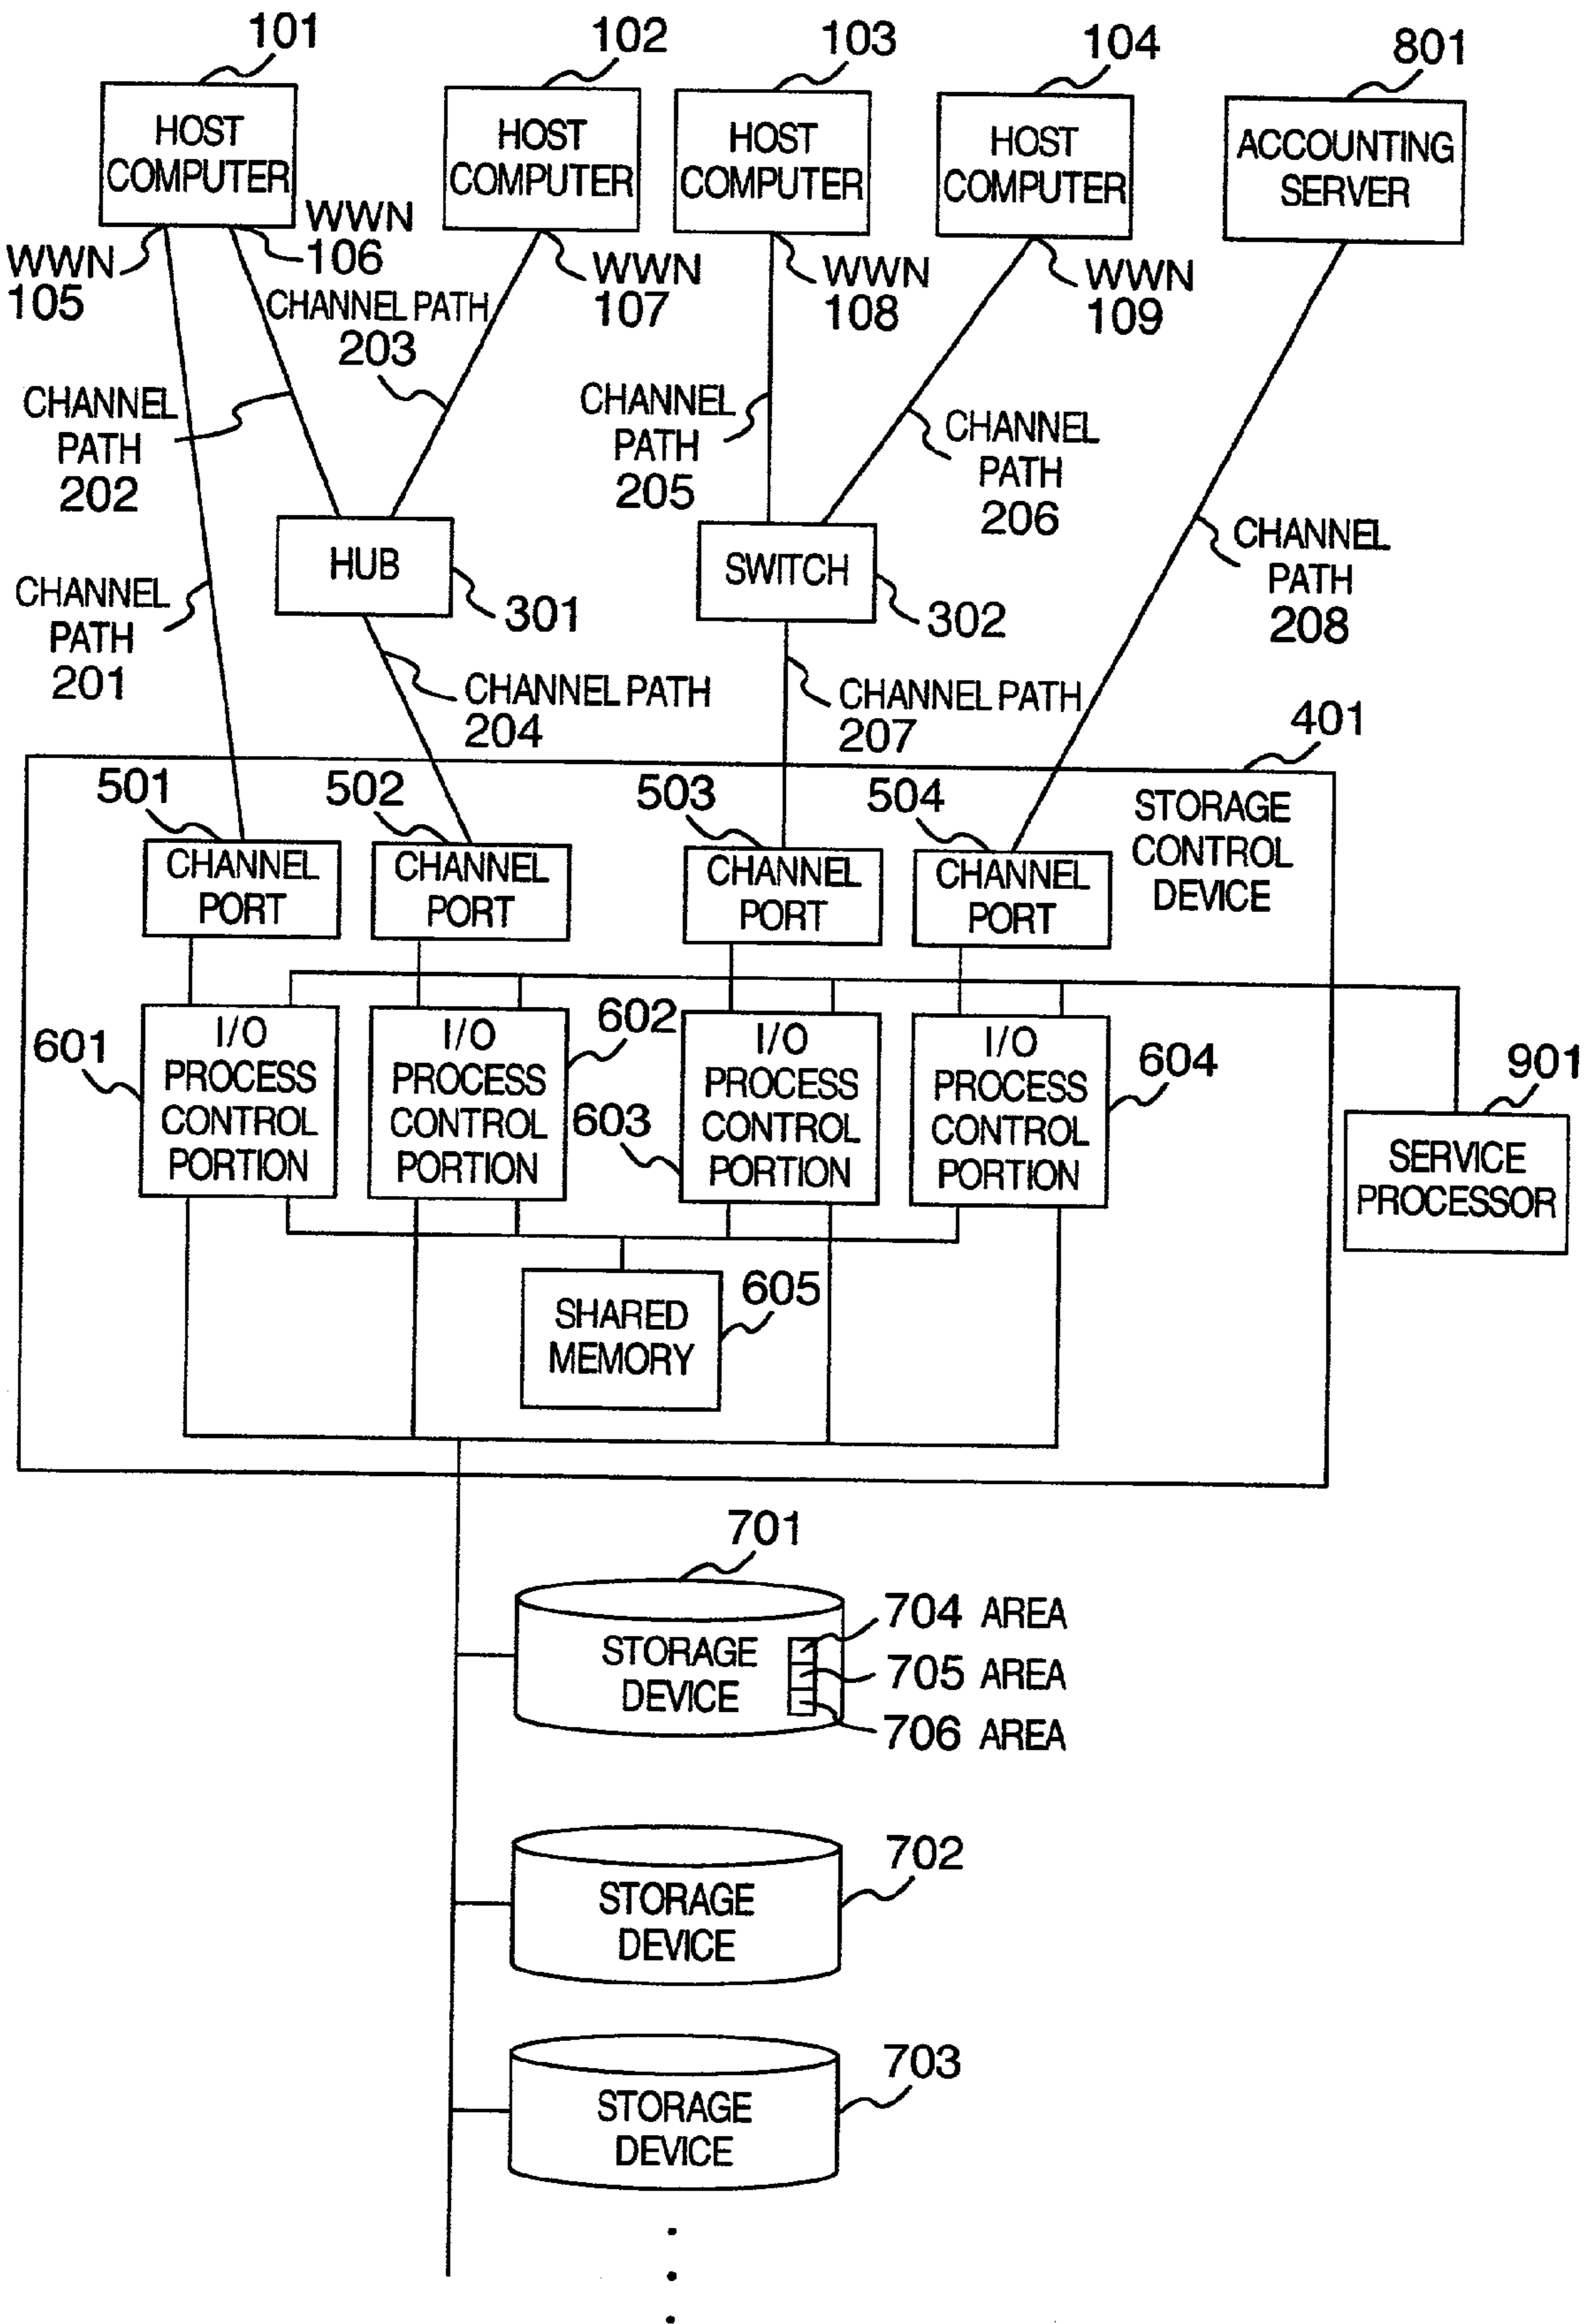 101
102
103
104
801
HOST
COMPUTER
HOST
COMPUTER
HOST
COMPUTER
HOST
COMPUTER
ACCOUNTING
SERVER
WWN
105
WWN
106
WWN
107
WWN
108
WWN
109
CHANNEL PATH
203
CHANNEL
PATH
202
CHANNEL
PATH
205
CHANNEL
PATH
206
CHANNEL
PATH
208
HUB
301
SWITCH
302
CHANNEL
PATH
201
CHANNEL PATH
204
CHANNEL PATH
207
401
STORAGE
CONTROL
DEVICE
501
502
503
504
CHANNEL
PORT
CHANNEL
PORT
CHANNEL
PORT
CHANNEL
PORT
601
I/O
PROCESS
CONTROL
PORTION
602
I/O
PROCESS
CONTROL
PORTION
603
I/O
PROCESS
CONTROL
PORTION
604
I/O
PROCESS
CONTROL
PORTION
901
SERVICE
PROCESSOR
605
SHARED
MEMORY
701
STORAGE
DEVICE
704 AREA
705 AREA
706 AREA
702
STORAGE
DEVICE
703
STORAGE
DEVICE